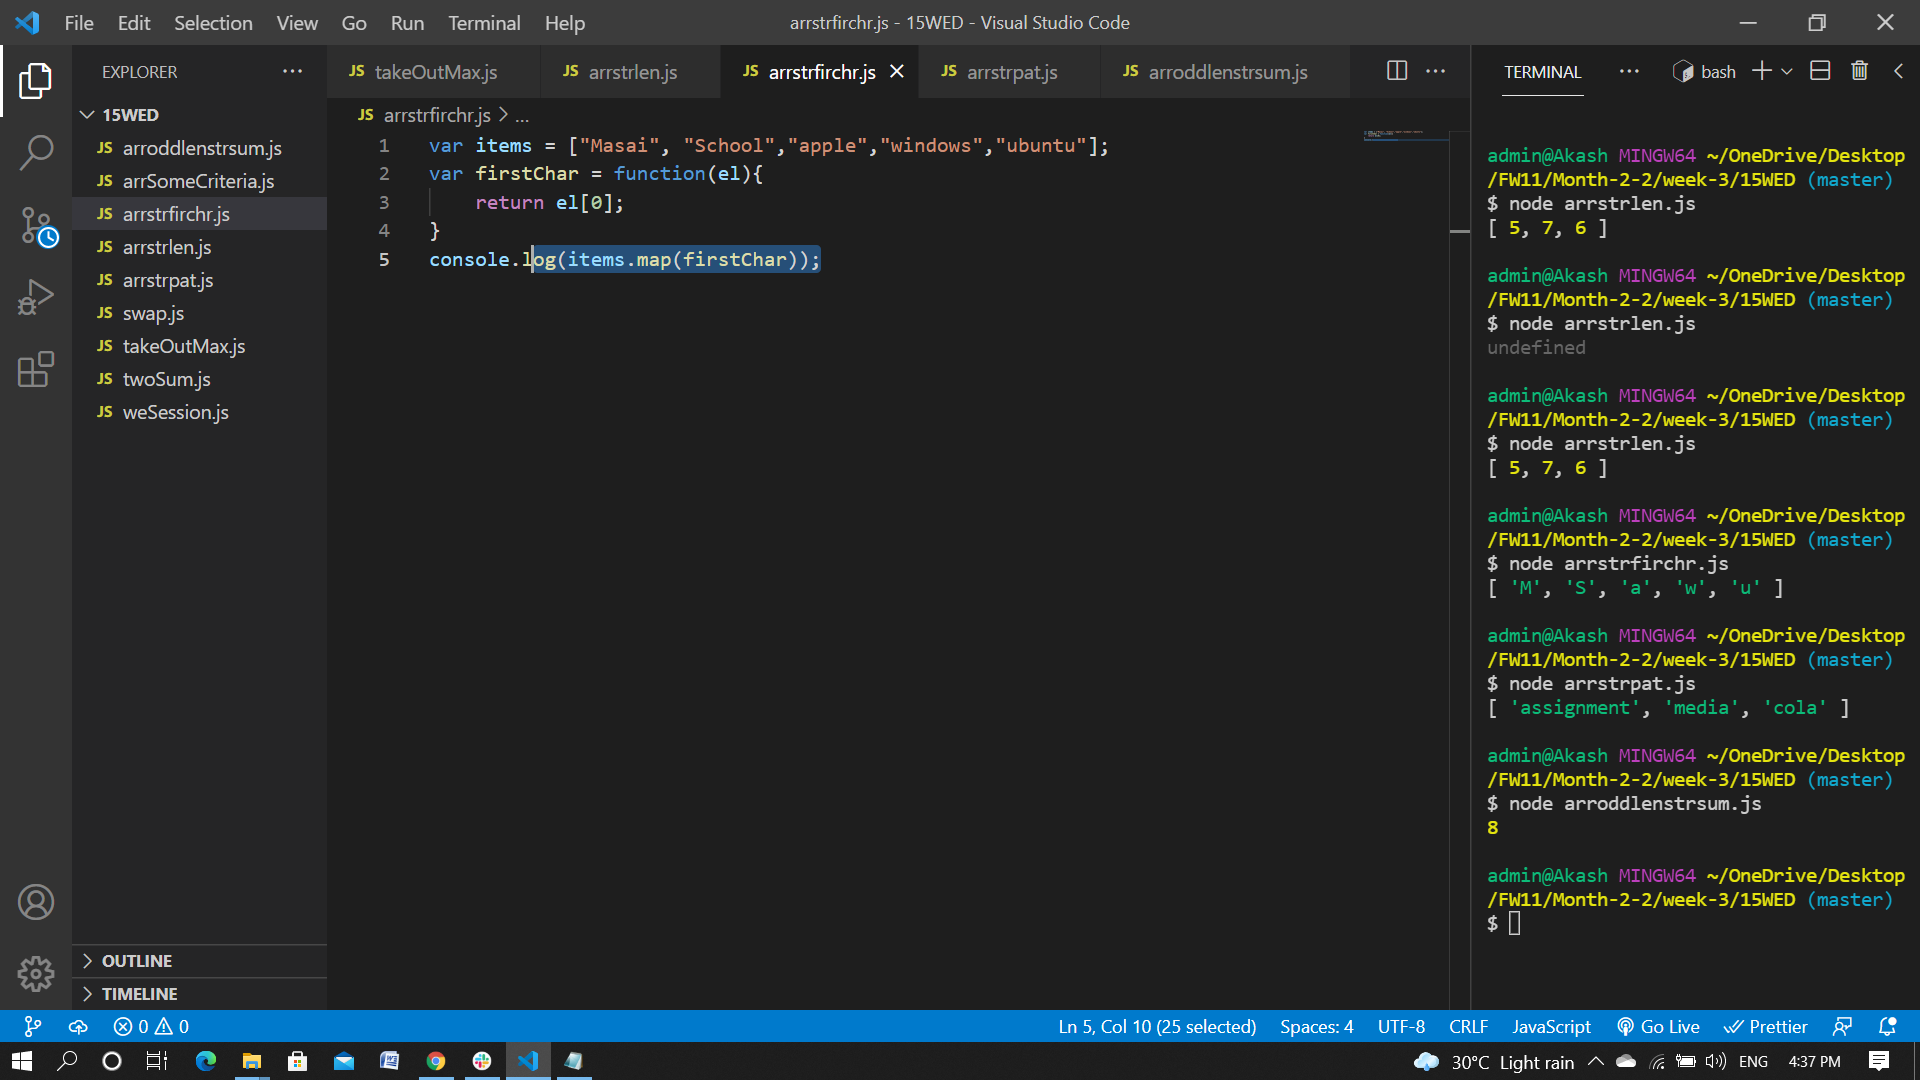 File Edit Selection View Go Run Terminal Help arrstrfirchr.js - 15WED - Visual Studio Code
EXPLORER
15WED
JS arroddlenstrsum.js
JS arrSomeCriteria.js
JS arrstrfirchr.js
JS arrstrlen.js
JS arrstrpat.js
JS swap.js
JS takeOutMax.js
JS twoSum.js
JS weSession.js
OUTLINE
TIMELINE
JS takeOutMax.js JS arrstrlen.js JS arrstrfirchr.js JS arrstrpat.js JS arroddlenstrsum.js
JS arrstrfirchr.js > ...
1 var items = ["Masai", "School","apple","windows","ubuntu"];
2 var firstChar = function(el){
3 return el[0];
4 }
5 console.log(items.map(firstChar));
TERMINAL bash
admin@Akash MINGW64 ~/OneDrive/Desktop
/FW11/Month-2-2/week-3/15WED (master)
$ node arrstrlen.js
[ 5, 7, 6 ]
admin@Akash MINGW64 ~/OneDrive/Desktop
/FW11/Month-2-2/week-3/15WED (master)
$ node arrstrlen.js
undefined
admin@Akash MINGW64 ~/OneDrive/Desktop
/FW11/Month-2-2/week-3/15WED (master)
$ node arrstrlen.js
[ 5, 7, 6 ]
admin@Akash MINGW64 ~/OneDrive/Desktop
/FW11/Month-2-2/week-3/15WED (master)
$ node arrstrfirchr.js
[ 'M', 'S', 'a', 'w', 'u' ]
admin@Akash MINGW64 ~/OneDrive/Desktop
/FW11/Month-2-2/week-3/15WED (master)
$ node arrstrpat.js
[ 'assignment', 'media', 'cola' ]
admin@Akash MINGW64 ~/OneDrive/Desktop
/FW11/Month-2-2/week-3/15WED (master)
$ node arroddlenstrsum.js
8
admin@Akash MINGW64 ~/OneDrive/Desktop
/FW11/Month-2-2/week-3/15WED (master)
$
0 0 Ln 5, Col 10 (25 selected) Spaces: 4 UTF-8 CRLF JavaScript Go Live Prettier
30°C Light rain ENG 4:37 PM